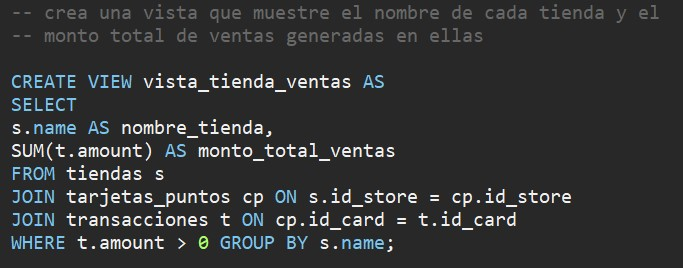 -- crea una vista que muestre el nombre de cada tienda y el
-- monto total de ventas generadas en ellas
CREATE VIEW vista_tienda_ventas AS
SELECT
s.name AS nombre_tienda,
SUM(t.amount) AS monto_total_ventas
FROM tiendas s
JOIN tarjetas_puntos cp ON s.id_store = cp.id_store
JOIN transacciones t ON cp.id_card = t.id_card
WHERE t.amount > 0 GROUP BY s.name;